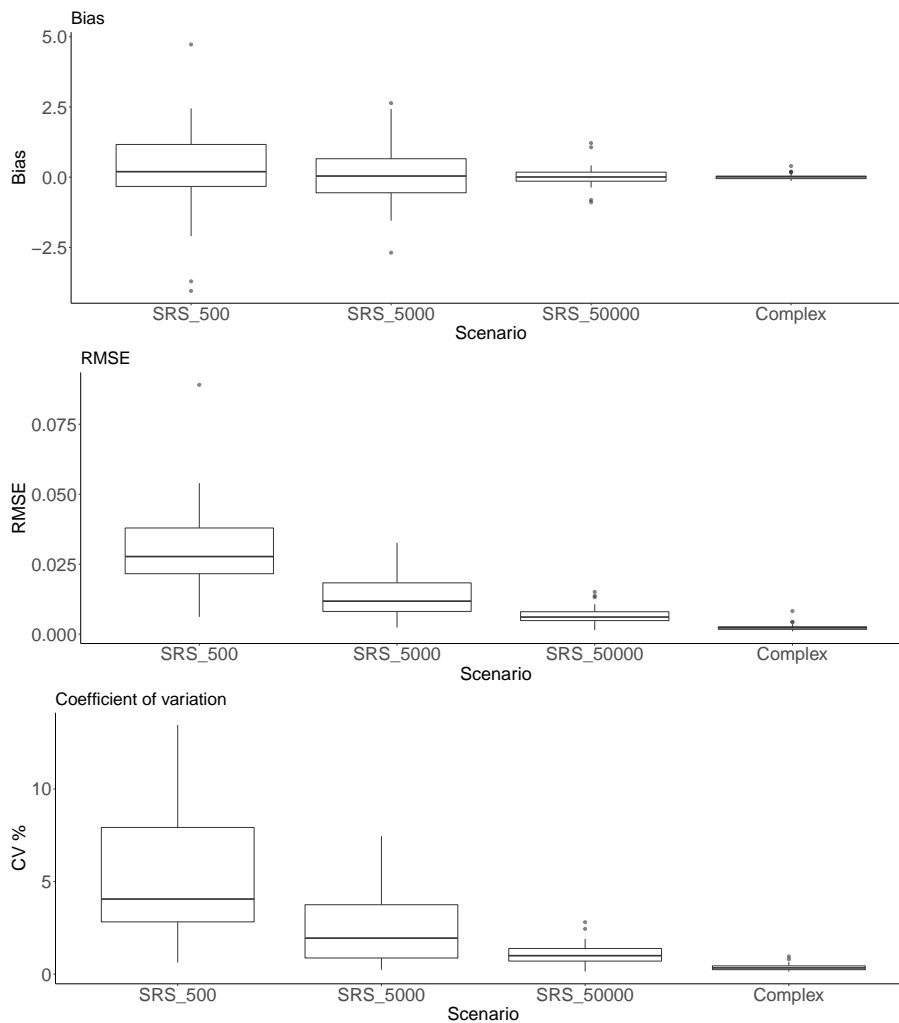 Bias
5.0
2.5
0.0
−2.5
Bias
SRS_500 SRS_5000 SRS_50000 Complex
Scenario
RMSE
0.075
0.050
0.025
0.000
RMSE
SRS_500 SRS_5000 SRS_50000 Complex
Scenario
Coefficient of variation
10
5
0
CV %
SRS_500 SRS_5000 SRS_50000 Complex
Scenario